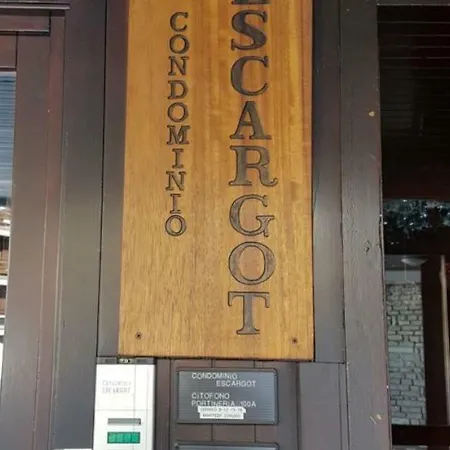 CONDOMINIO
ESCARGOT
CONDOMINIO
ESCARGOT
CONDOMINIO
ESCARGOT
CITOFONO
PORTINERIA 100A